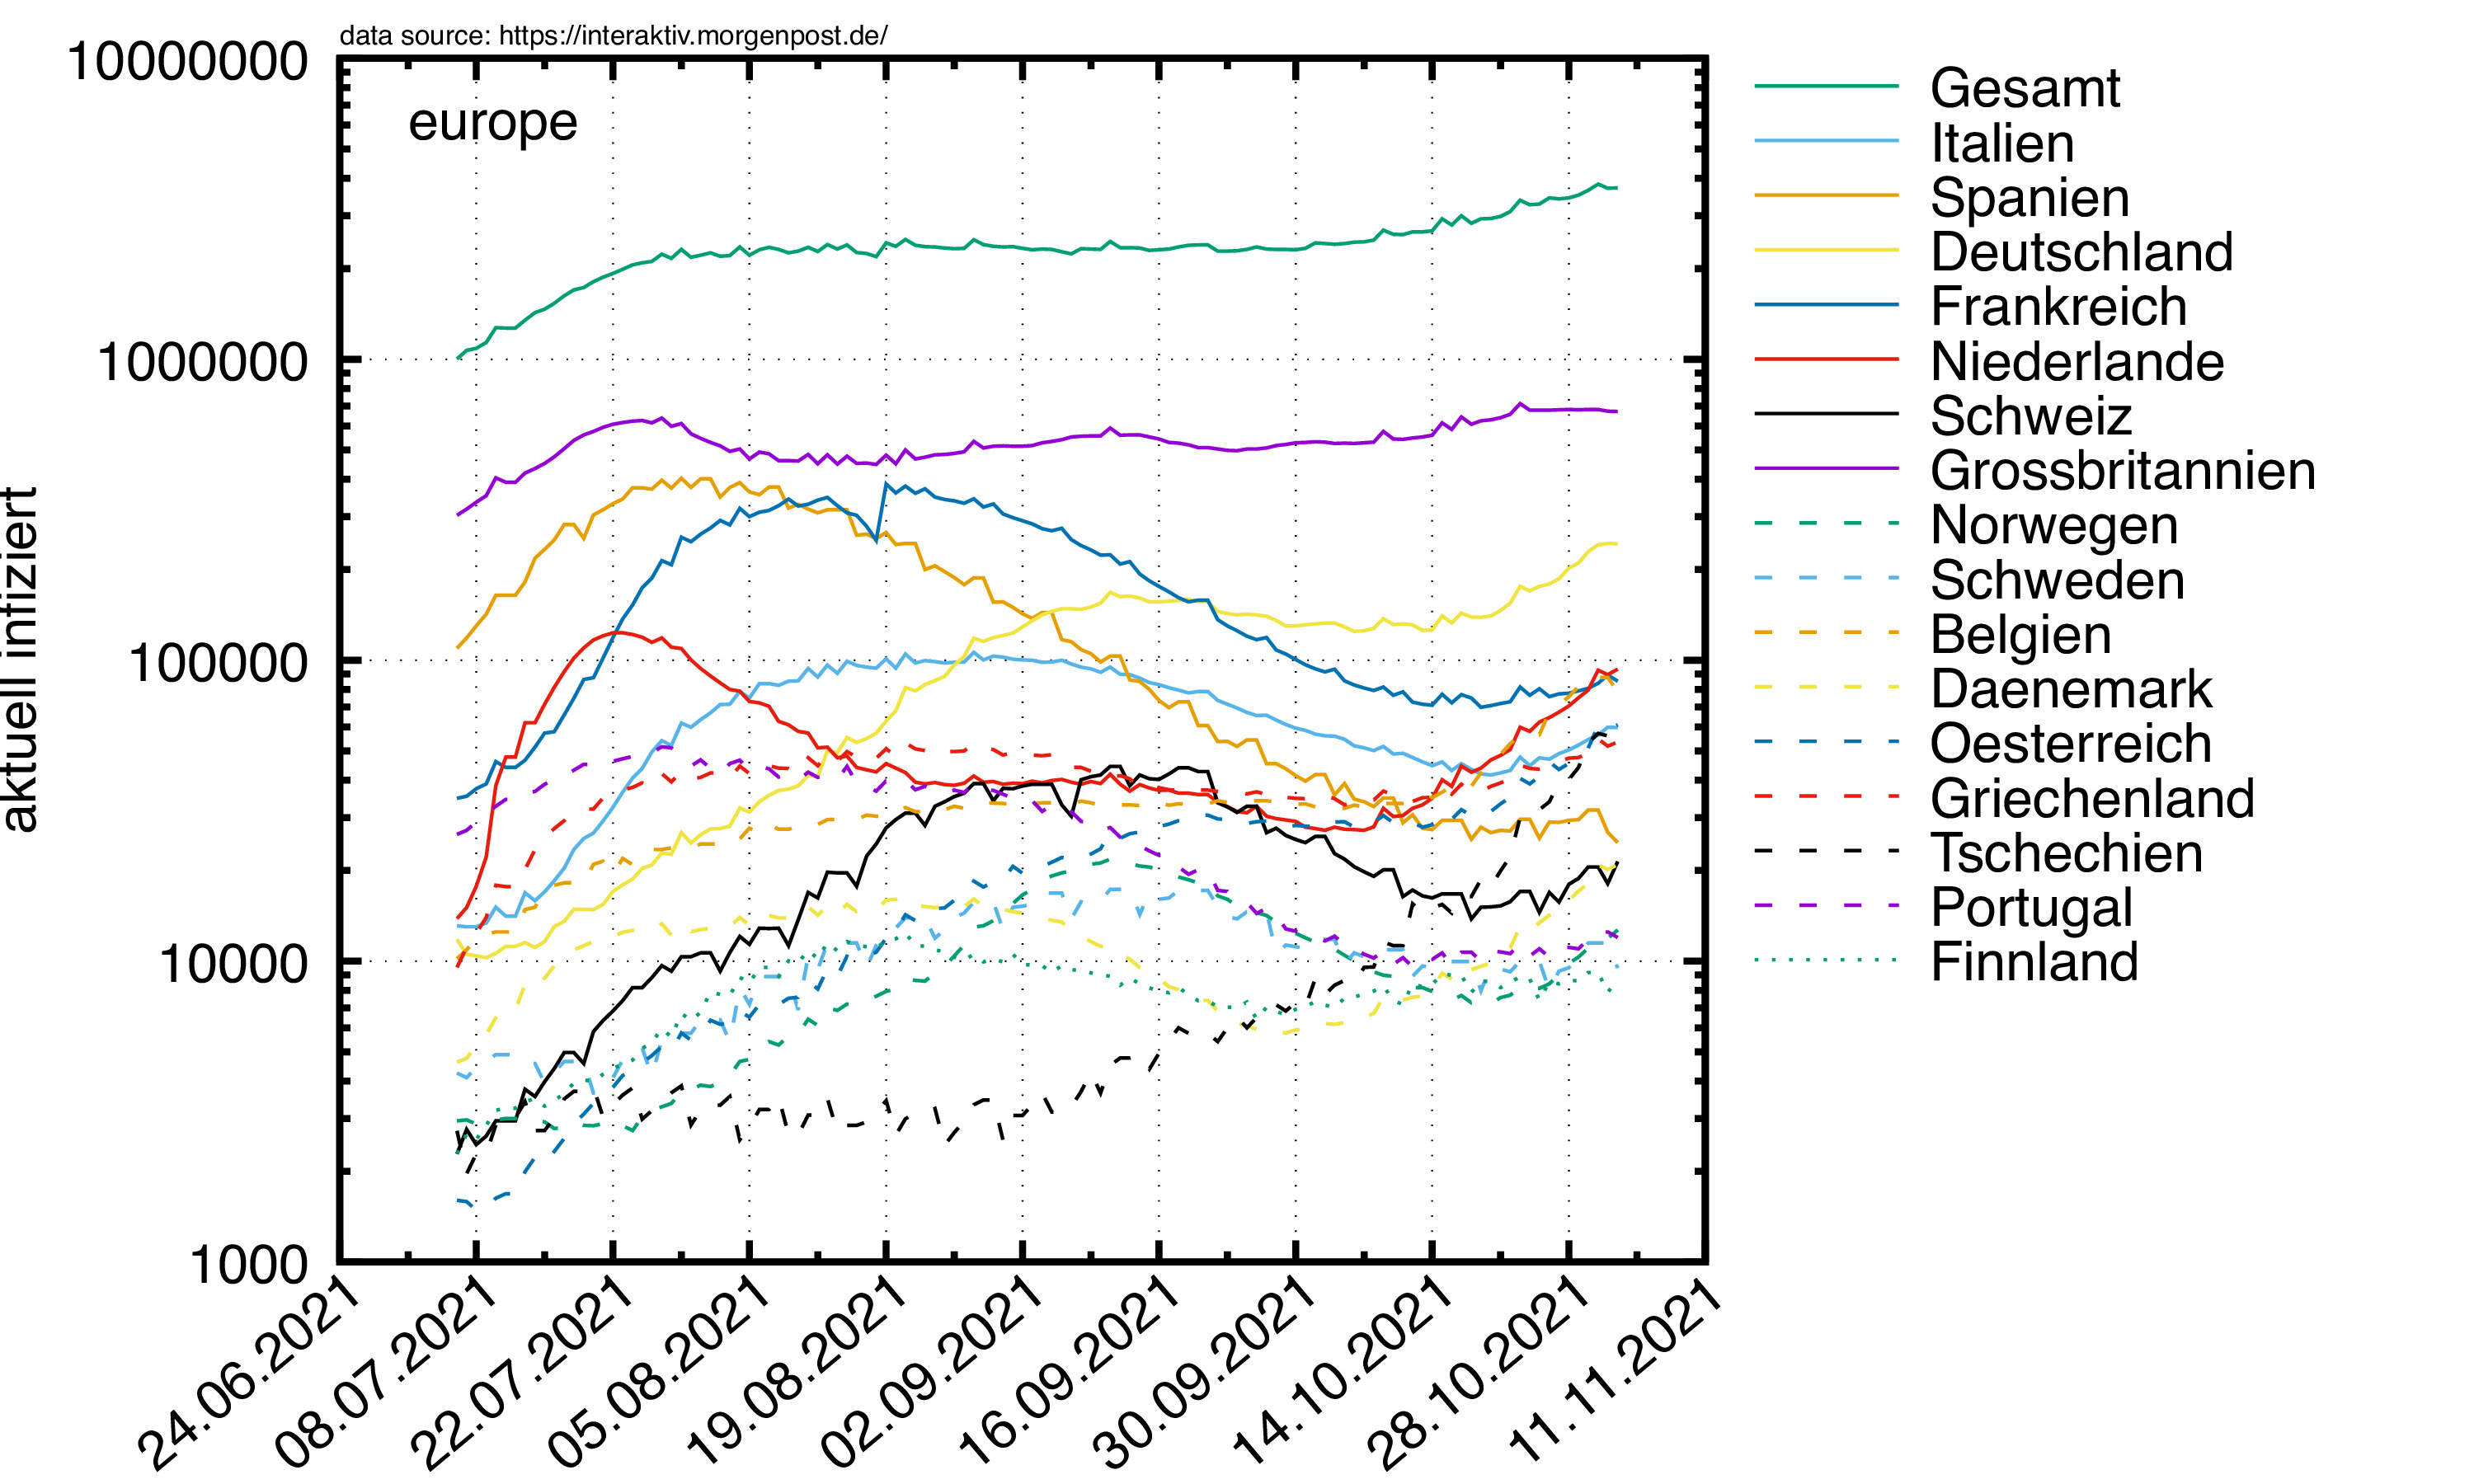 data source: https://interaktiv.morgenpost.de/
europe
aktuell infiziert
10000000
1000000
100000
10000
1000
24.06.2021
08.07.2021
22.07.2021
05.08.2021
19.08.2021
02.09.2021
16.09.2021
30.09.2021
14.10.2021
28.10.2021
11.11.2021
Gesamt
Italien
Spanien
Deutschland
Frankreich
Niederlande
Schweiz
Grossbritannien
Norwegen
Schweden
Belgien
Daenemark
Oesterreich
Griechenland
Tschechien
Portugal
Finnland